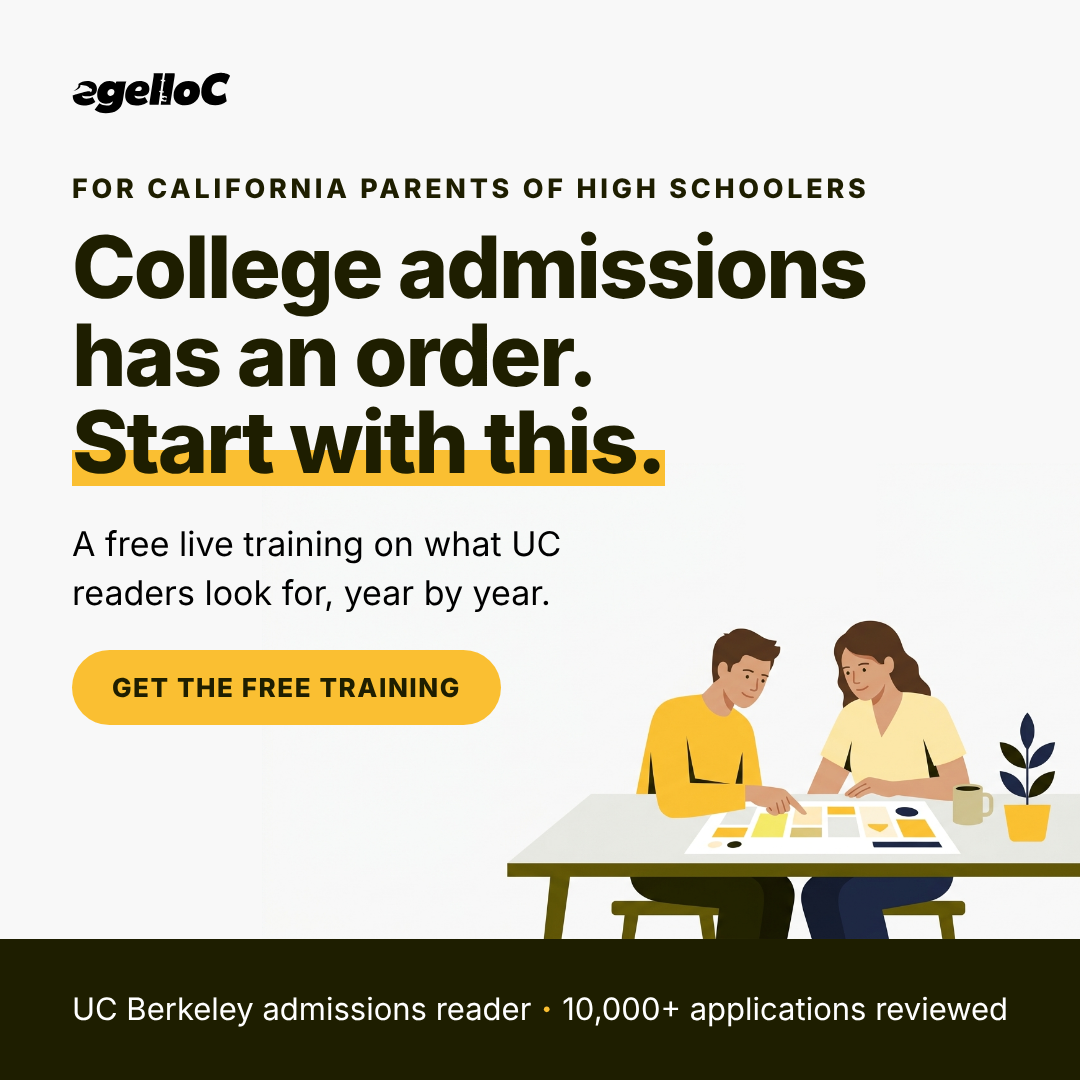 egelloC
FOR CALIFORNIA PARENTS OF HIGH SCHOOLERS
College admissions
has an order.
Start with this.
A free live training on what UC
readers look for, year by year.
GET THE FREE TRAINING
UC Berkeley admissions reader · 10,000+ applications reviewed